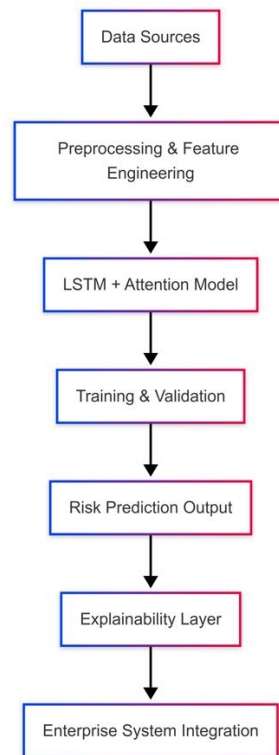 Data Sources
Preprocessing & Feature
Engineering
LSTM + Attention Model
Training & Validation
Risk Prediction Output
Explainability Layer
Enterprise System Integration